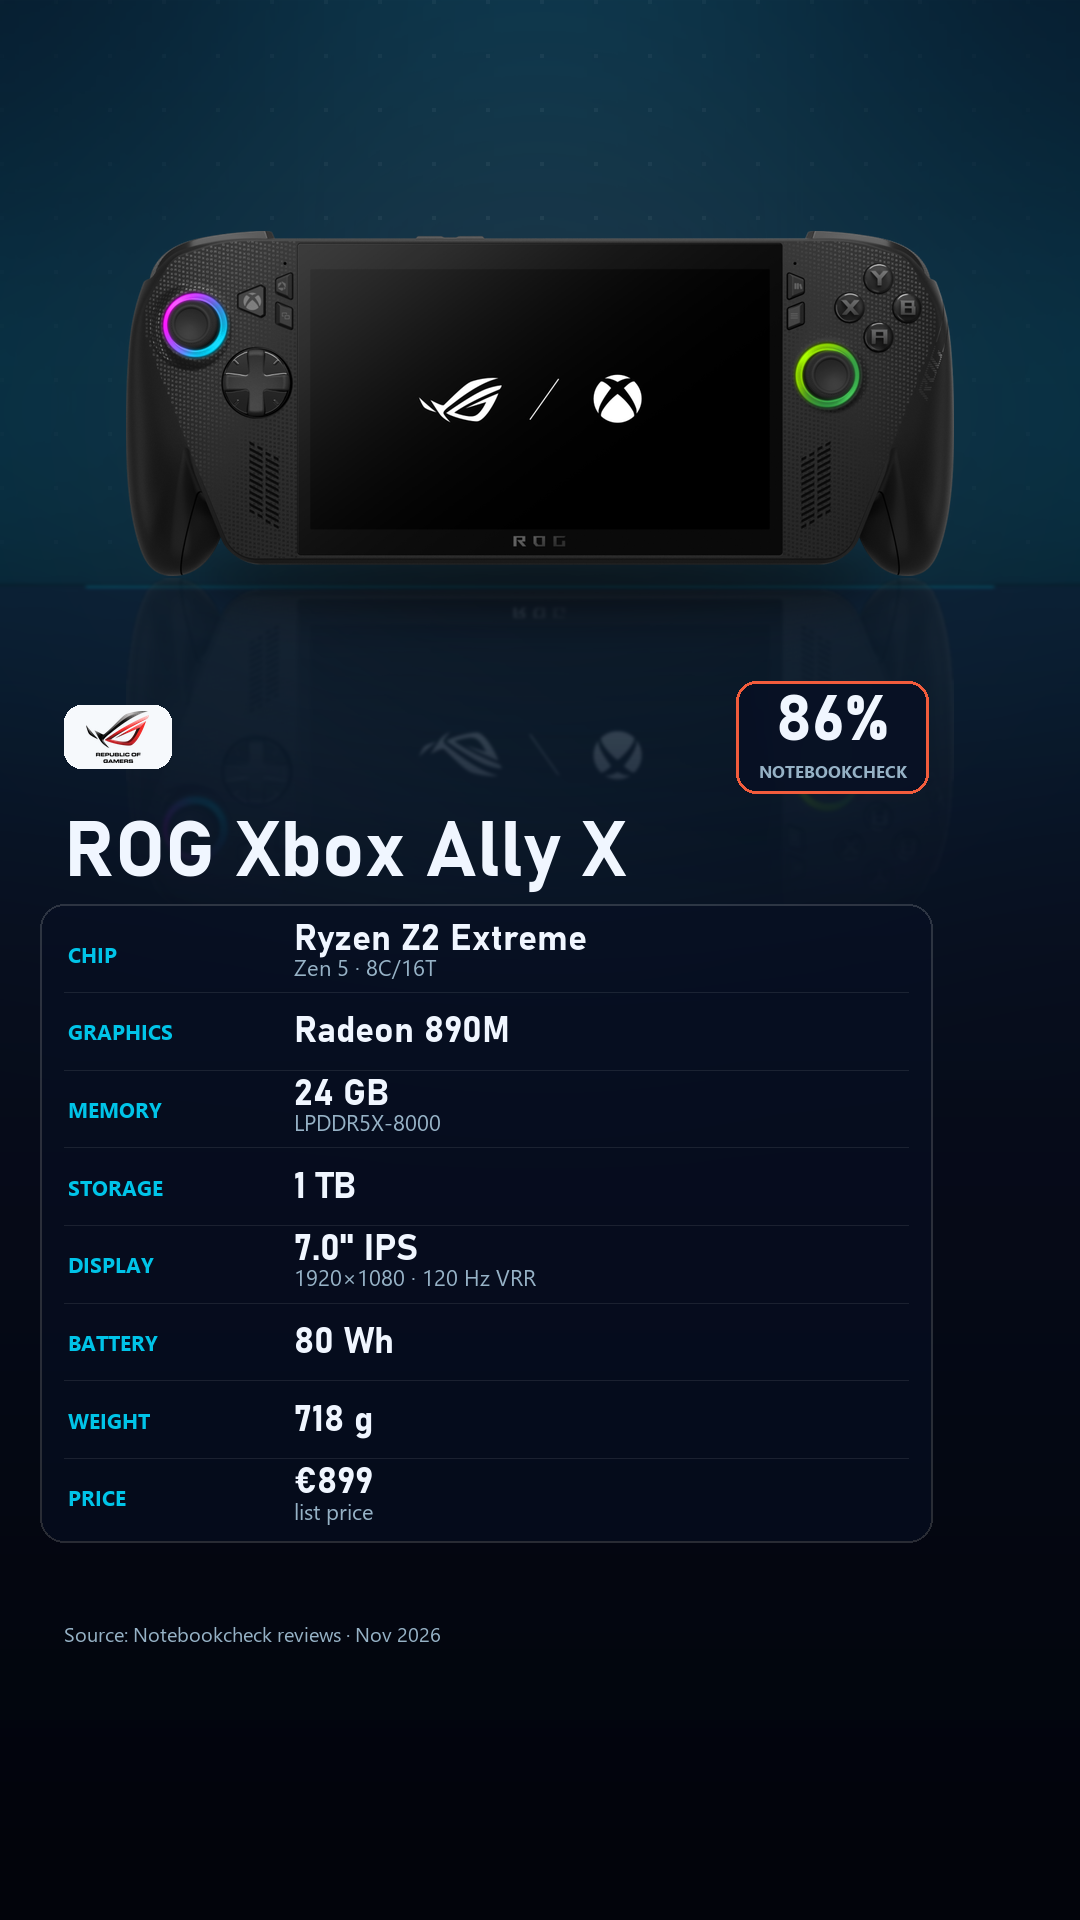 Y
X
B
A
ROG
ROG
REPUBLIC OF
GAMERS
86%
NOTEBOOKCHECK
ROG Xbox Ally X
CHIP
Ryzen Z2 Extreme
Zen 5 · 8C/16T
GRAPHICS
Radeon 890M
MEMORY
24 GB
LPDDR5X-8000
STORAGE
1 TB
DISPLAY
7.0" IPS
1920×1080 · 120 Hz VRR
BATTERY
80 Wh
WEIGHT
718 g
PRICE
€899
list price
Source: Notebookcheck reviews · Nov 2026